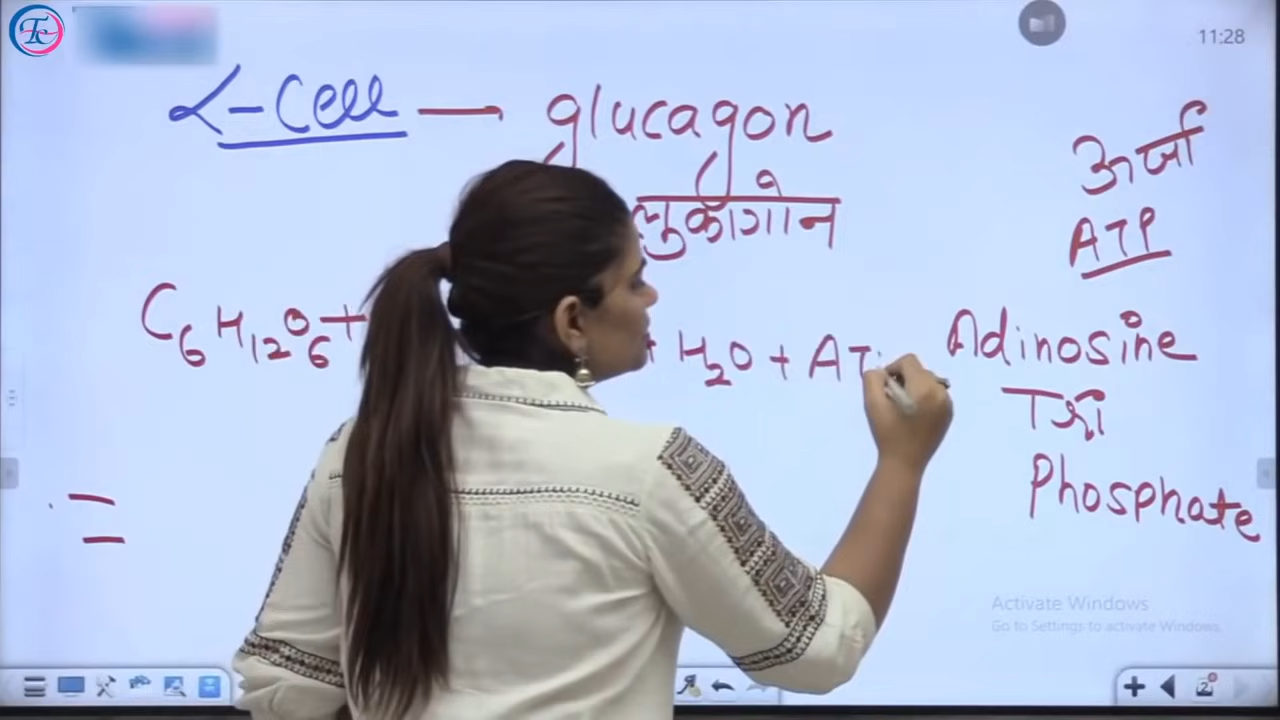 11:28
α-Cell — glucagon
लुकागॉन
ऊर्जा
ATP
C6H12O6+ + H2O + AT
Adinosine
Tri
Phosphate
=
Activate Windows
Go to Settings to activate Windows.